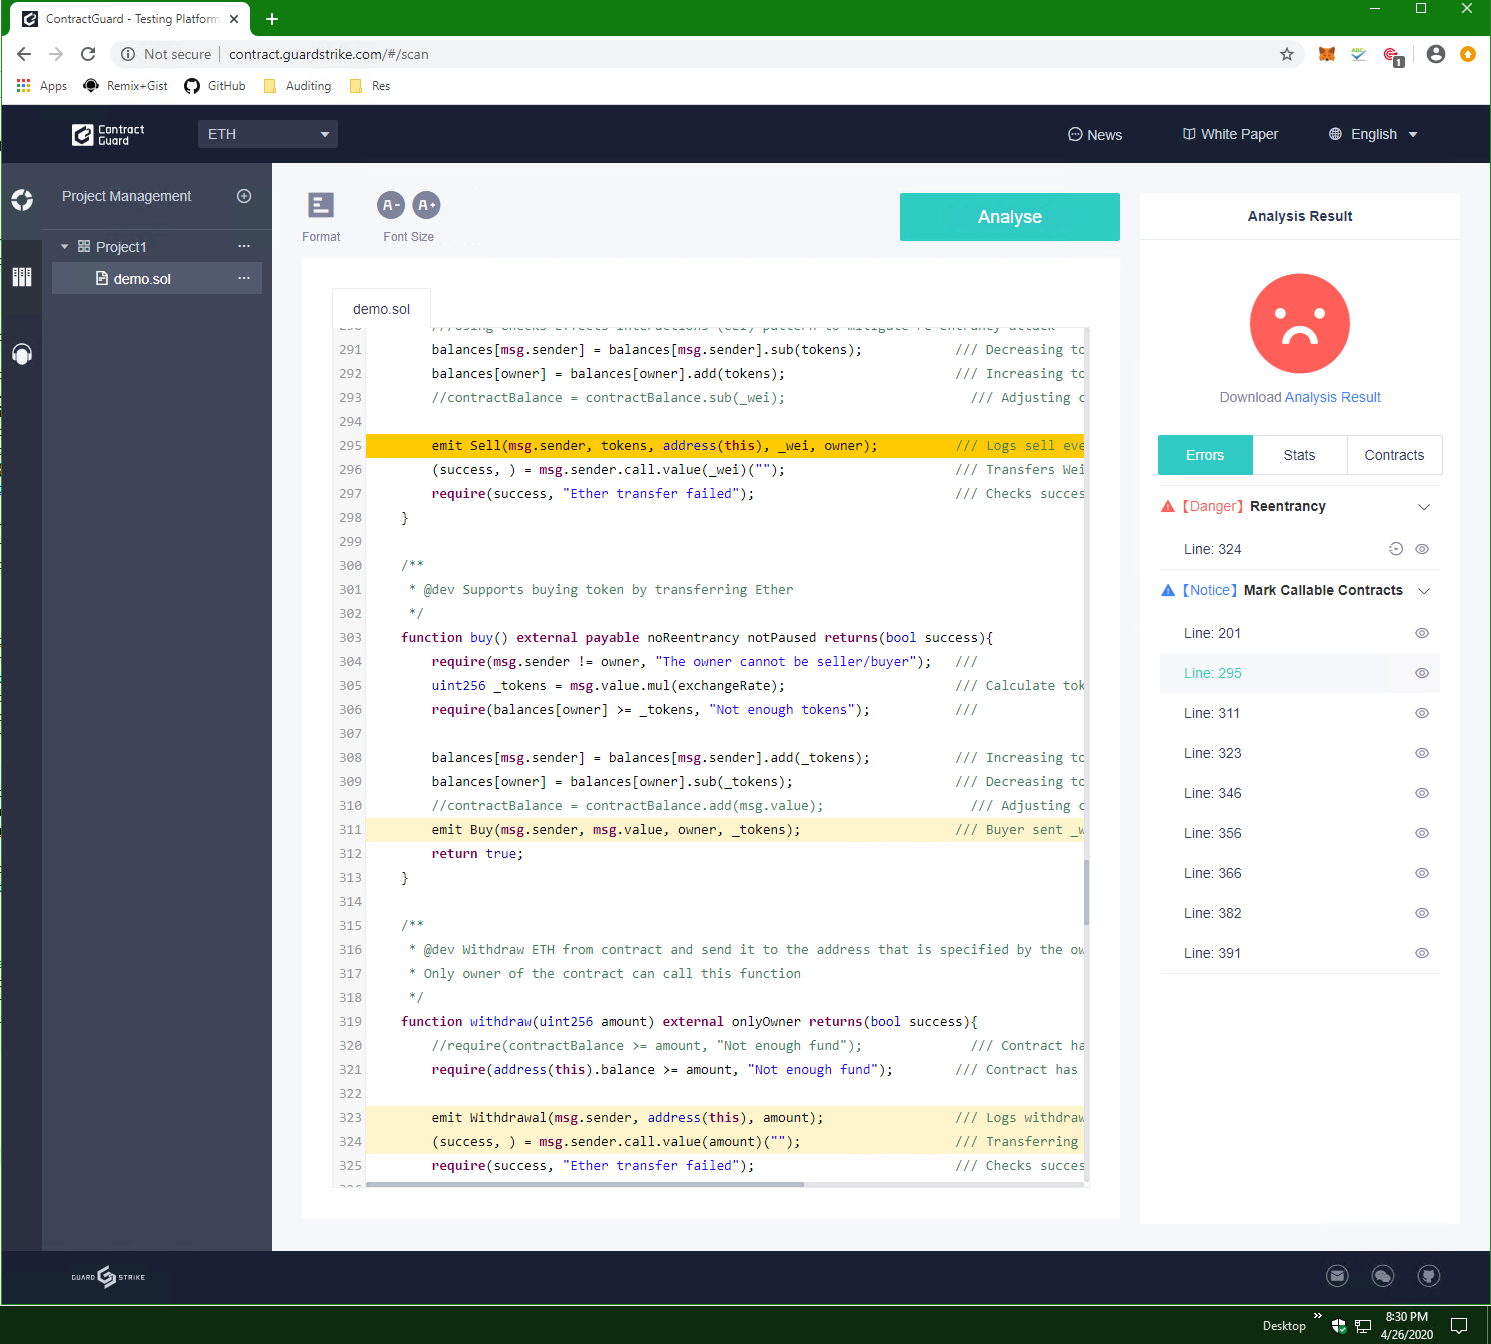 ContractGuard - Testing Platform
Not secure
contract.guardstrike.com/#/scan
ABC
1
Apps
Remix+Gist
GitHub
Auditing
Res
Contract
Guard
ETH
News
White Paper
English
Project Management
Project1
demo.sol
Format
A-
A+
Font Size
Analyse
demo.sol
291 balances[msg.sender] = balances[msg.sender].sub(tokens); /// Decreasing to
292 balances[owner] = balances[owner].add(tokens); /// Increasing to
293 //contractBalance = contractBalance.sub(_wei); /// Adjusting c
294
295 emit Sell(msg.sender, tokens, address(this), _wei, owner); /// Logs sell eve
296 (success, ) = msg.sender.call.value(_wei)(""); /// Transfers Wei
297 require(success, "Ether transfer failed"); /// Checks succes
298 }
299
300 /**
301 * @dev Supports buying token by transferring Ether
302 */
303 function buy() external payable noReentrancy notPaused returns(bool success){
304 require(msg.sender != owner, "The owner cannot be seller/buyer"); ///
305 uint256 _tokens = msg.value.mul(exchangeRate); /// Calculate tok
306 require(balances[owner] >= _tokens, "Not enough tokens"); ///
307
308 balances[msg.sender] = balances[msg.sender].add(_tokens); /// Increasing to
309 balances[owner] = balances[owner].sub(_tokens); /// Decreasing to
310 //contractBalance = contractBalance.add(msg.value); /// Adjusting c
311 emit Buy(msg.sender, msg.value, owner, _tokens); /// Buyer sent _w
312 return true;
313 }
314
315 /**
316 * @dev Withdraw ETH from contract and send it to the address that is specified by the ow
317 * Only owner of the contract can call this function
318 */
319 function withdraw(uint256 amount) external onlyOwner returns(bool success){
320 //require(contractBalance >= amount, "Not enough fund"); /// Contract ha
321 require(address(this).balance >= amount, "Not enough fund"); /// Contract has
322
323 emit Withdrawal(msg.sender, address(this), amount); /// Logs withdraw
324 (success, ) = msg.sender.call.value(amount)(""); /// Transferring
325 require(success, "Ether transfer failed"); /// Checks succes
Analysis Result
Download Analysis Result
Errors
Stats
Contracts
【Danger】Reentrancy
Line: 324
【Notice】Mark Callable Contracts
Line: 201
Line: 295
Line: 311
Line: 323
Line: 346
Line: 356
Line: 366
Line: 382
Line: 391
GUARD STRIKE
Desktop
8:30 PM
4/26/2020